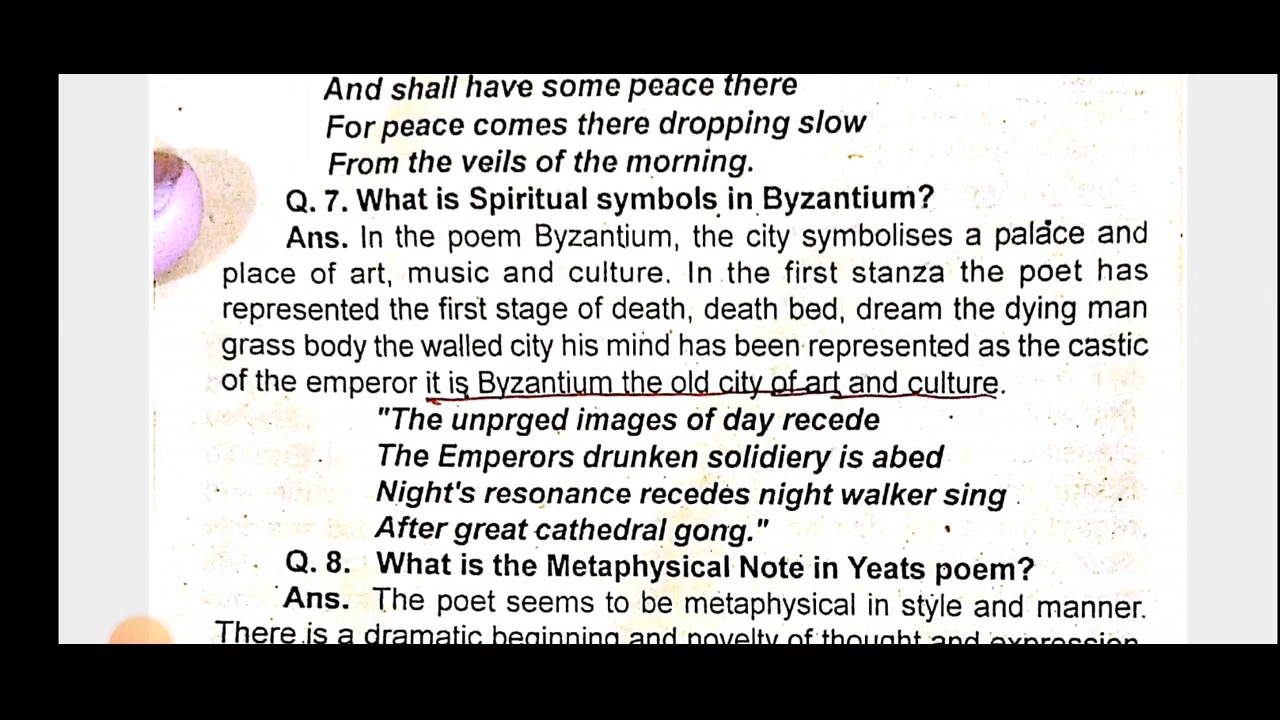 And shall have some peace there
For peace comes there dropping slow
From the veils of the morning.
Q. 7. What is Spiritual symbols in Byzantium?
Ans. In the poem Byzantium, the city symbolises a palace and
place of art, music and culture. In the first stanza the poet has
represented the first stage of death, death bed, dream the dying man
grass body the walled city his mind has been represented as the castic
of the emperor it is Byzantium the old city of art and culture.
"The unprged images of day recede
The Emperors drunken solidiery is abed
Night's resonance recedes night walker sing
After great cathedral gong."
Q. 8. What is the Metaphysical Note in Yeats poem?
Ans. The poet seems to be metaphysical in style and manner.
There is a dramatic beginning and novelty of thought and expression